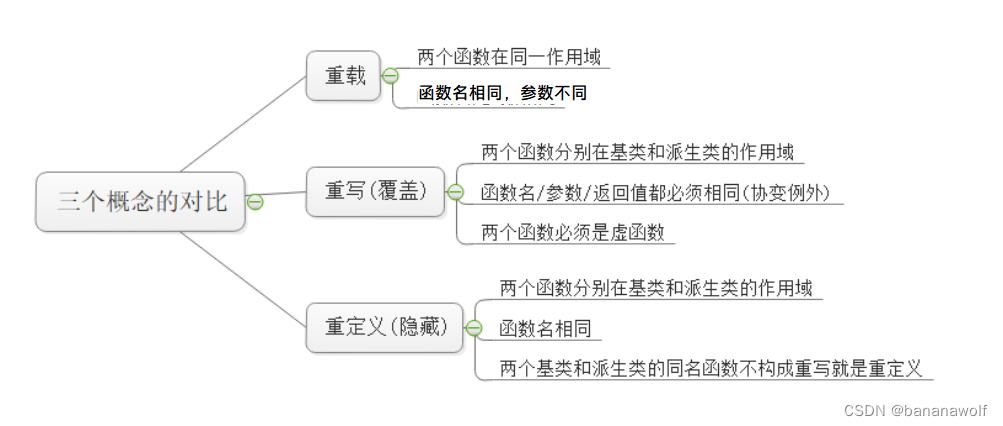 三个概念的对比
重载
两个函数在同一作用域
函数名相同，参数不同
重写(覆盖)
两个函数分别在基类和派生类的作用域
函数名/参数/返回值都必须相同(协变例外)
两个函数必须是虚函数
重定义(隐藏)
两个函数分别在基类和派生类的作用域
函数名相同
两个基类和派生类的同名函数不构成重写就是重定义
CSDN @bananawolf